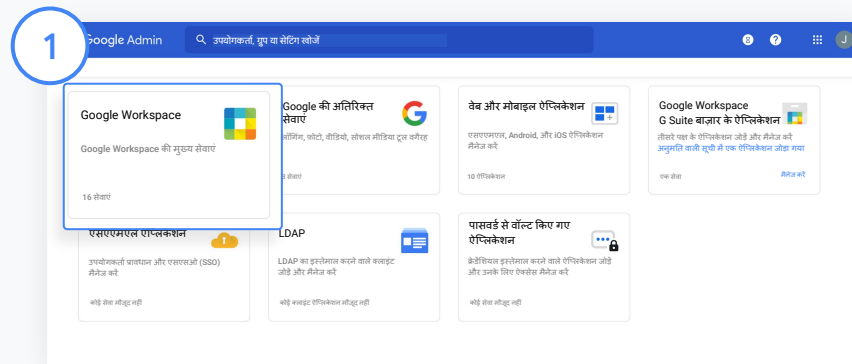 1
Google Admin
उपयोगकर्ता, ग्रुप या सेटिंग खोजें
8
?
J
Google Workspace
Google Workspace की मुख्य सेवाएं
16 सेवाएं
Google की अतिरिक्त
सेवाएं
ब्लॉगिंग, फ़ोटो, वीडियो, सोशल मीडिया टूल वगैरह
सेवाएं
वेब और मोबाइल ऐप्लिकेशन
एसएएमएल, Android, और iOS ऐप्लिकेशन
मैनेज करें
10 ऐप्लिकेशन
Google Workspace
G Suite बाज़ार के ऐप्लिकेशन
तीसरे पक्ष के ऐप्लिकेशन जोड़ें और मैनेज करें
अनुमति वाली सूची में एक ऐप्लिकेशन जोड़ा गया
एक सेवा
मैनेज करें
एसएएमएल ऐप्लिकेशन
उपयोगकर्ता प्रावधान और एसएसओ (SSO)
मैनेज करें
कोई सेवा मौजूद नहीं
LDAP
LDAP का इस्तेमाल करने वाले क्लाइंट
जोड़ें और मैनेज करें
कोई क्लाइंट ऐप्लिकेशन मौजूद नहीं
पासवर्ड से वॉल्ट किए गए
ऐप्लिकेशन
क्रेडेंशियल इस्तेमाल करने वाले ऐप्लिकेशन जोड़ें
और उनके लिए ऐक्सेस मैनेज करें
कोई सेवा मौजूद नहीं